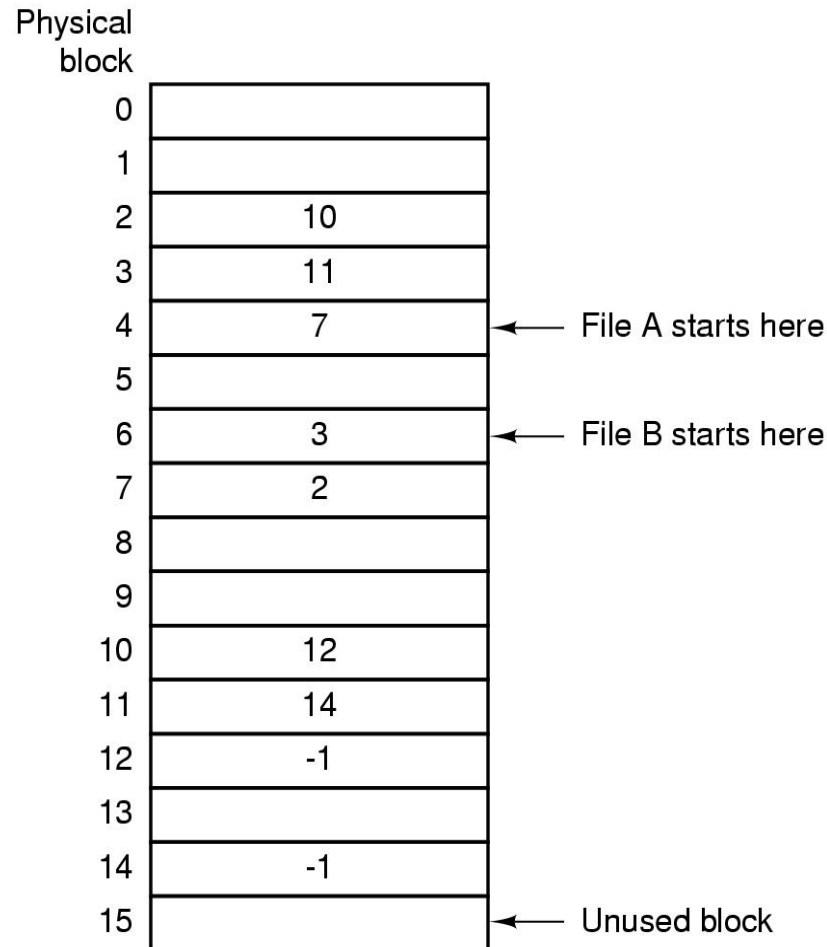 Physical
block
0
1
2 10
3 11
4 7 File A starts here
5
6 3 File B starts here
7 2
8
9
10 12
11 14
12 -1
13
14 -1
15 Unused block